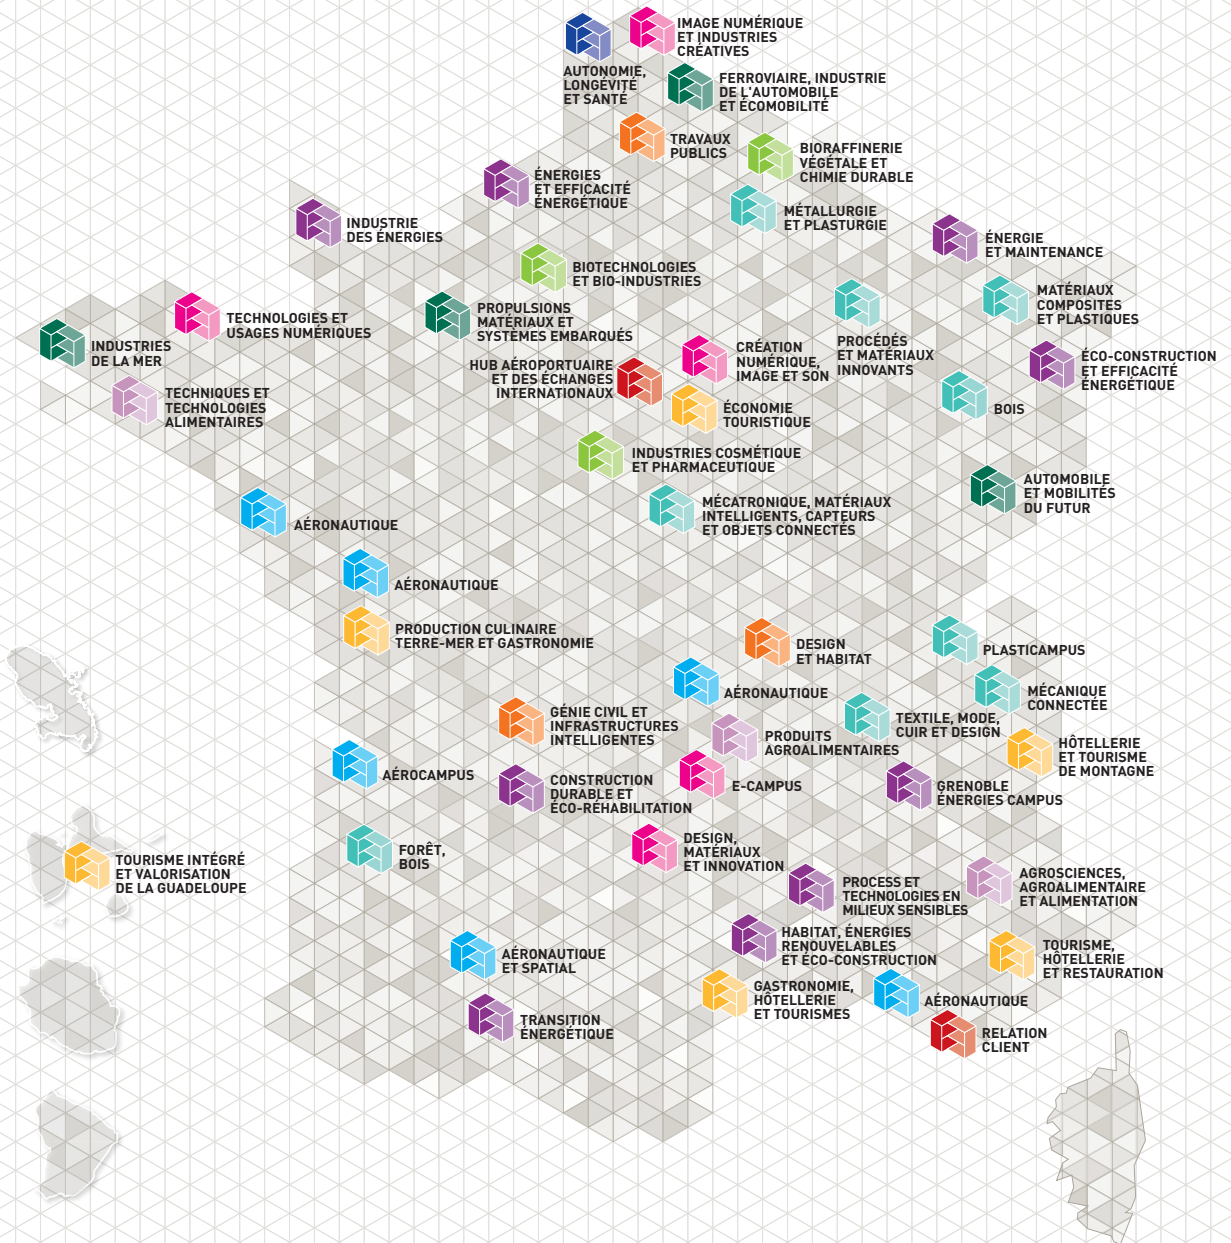 IMAGE NUMÉRIQUE
ET INDUSTRIES
CRÉATIVES
AUTONOMIE,
LONGÉVITÉ
ET SANTÉ
FERROVIAIRE, INDUSTRIE
DE L'AUTOMOBILE
ET ÉCOMOBILITÉ
TRAVAUX
PUBLICS
BIORAFFINERIE
VÉGÉTALE ET
CHIMIE DURABLE
ÉNERGIES
ET EFFICACITÉ
ÉNERGÉTIQUE
MÉTALLURGIE
ET PLASTURGIE
INDUSTRIE
DES ÉNERGIES
ÉNERGIE
ET MAINTENANCE
BIOTECHNOLOGIES
ET BIO-INDUSTRIES
MATÉRIAUX
COMPOSITES
ET PLASTIQUES
TECHNOLOGIES ET
USAGES NUMÉRIQUES
PROPULSIONS
MATÉRIAUX ET
SYSTÈMES EMBARQUÉS
PROCÉDÉS
ET MATÉRIAUX
INNOVANTS
INDUSTRIES
DE LA MER
CRÉATION
NUMÉRIQUE,
IMAGE ET SON
ÉCO-CONSTRUCTION
ET EFFICACITÉ
ÉNERGÉTIQUE
HUB AÉROPORTUAIRE
ET DES ÉCHANGES
INTERNATIONAUX
TECHNIQUES ET
TECHNOLOGIES
ALIMENTAIRES
ÉCONOMIE
TOURISTIQUE
BOIS
INDUSTRIES COSMÉTIQUE
ET PHARMACEUTIQUE
AUTOMOBILE
ET MOBILITÉS
DU FUTUR
MÉCATRONIQUE, MATÉRIAUX
INTELLIGENTS, CAPTEURS
ET OBJETS CONNECTÉS
AÉRONAUTIQUE
AÉRONAUTIQUE
PRODUCTION CULINAIRE
TERRE-MER ET GASTRONOMIE
DESIGN
ET HABITAT
PLASTICAMPUS
AÉRONAUTIQUE
MÉCANIQUE
CONNECTÉE
GÉNIE CIVIL ET
INFRASTRUCTURES
INTELLIGENTES
TEXTILE, MODE,
CUIR ET DESIGN
PRODUITS
AGROALIMENTAIRES
HÔTELLERIE
ET TOURISME
DE MONTAGNE
AÉROCAMPUS
CONSTRUCTION
DURABLE ET
ÉCO-RÉHABILITATION
E-CAMPUS
GRENOBLE
ÉNERGIES CAMPUS
FORÊT,
BOIS
DESIGN,
MATÉRIAUX
ET INNOVATION
TOURISME INTÉGRÉ
ET VALORISATION
DE LA GUADELOUPE
PROCESS ET
TECHNOLOGIES EN
MILIEUX SENSIBLES
AGROSCIENCES,
AGROALIMENTAIRE
ET ALIMENTATION
HABITAT, ÉNERGIES
RENOUVELABLES
ET ÉCO-CONSTRUCTION
TOURISME,
HÔTELLERIE
ET RESTAURATION
AÉRONAUTIQUE
ET SPATIAL
GASTRONOMIE,
HÔTELLERIE
ET TOURISMES
AÉRONAUTIQUE
TRANSITION
ÉNERGÉTIQUE
RELATION
CLIENT